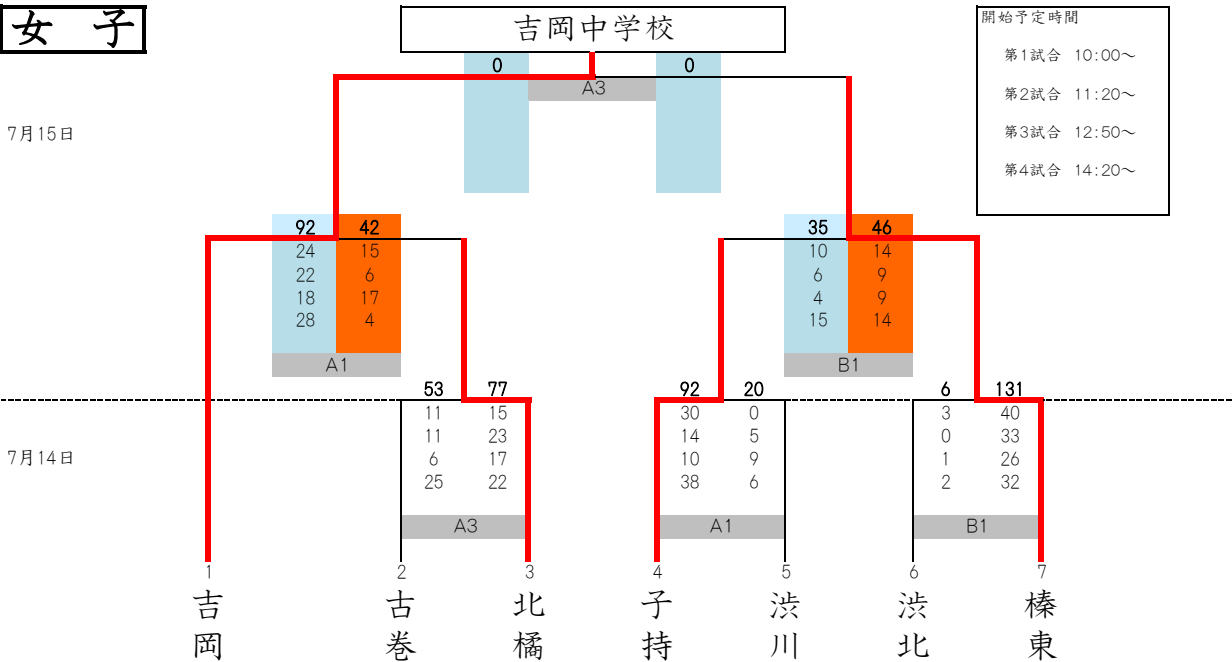 女 子
吉岡中学校
開始予定時間
第1試合 10:00～
第2試合 11:20～
第3試合 12:50～
第4試合 14:20～
0 0
A3
7月15日
92 42 35 46
24 15 10 14
22 6 6 9
18 17 4 9
28 4 15 14
A1 B1
53 77 92 20 6 131
11 15 30 0 3 40
11 23 14 5 0 33
6 17 10 9 1 26
25 22 38 6 2 32
7月14日
A3 A1 B1
1 2 3 4 5 6 7
吉岡
古巻
北橘
子持
渋川
渋北
榛東